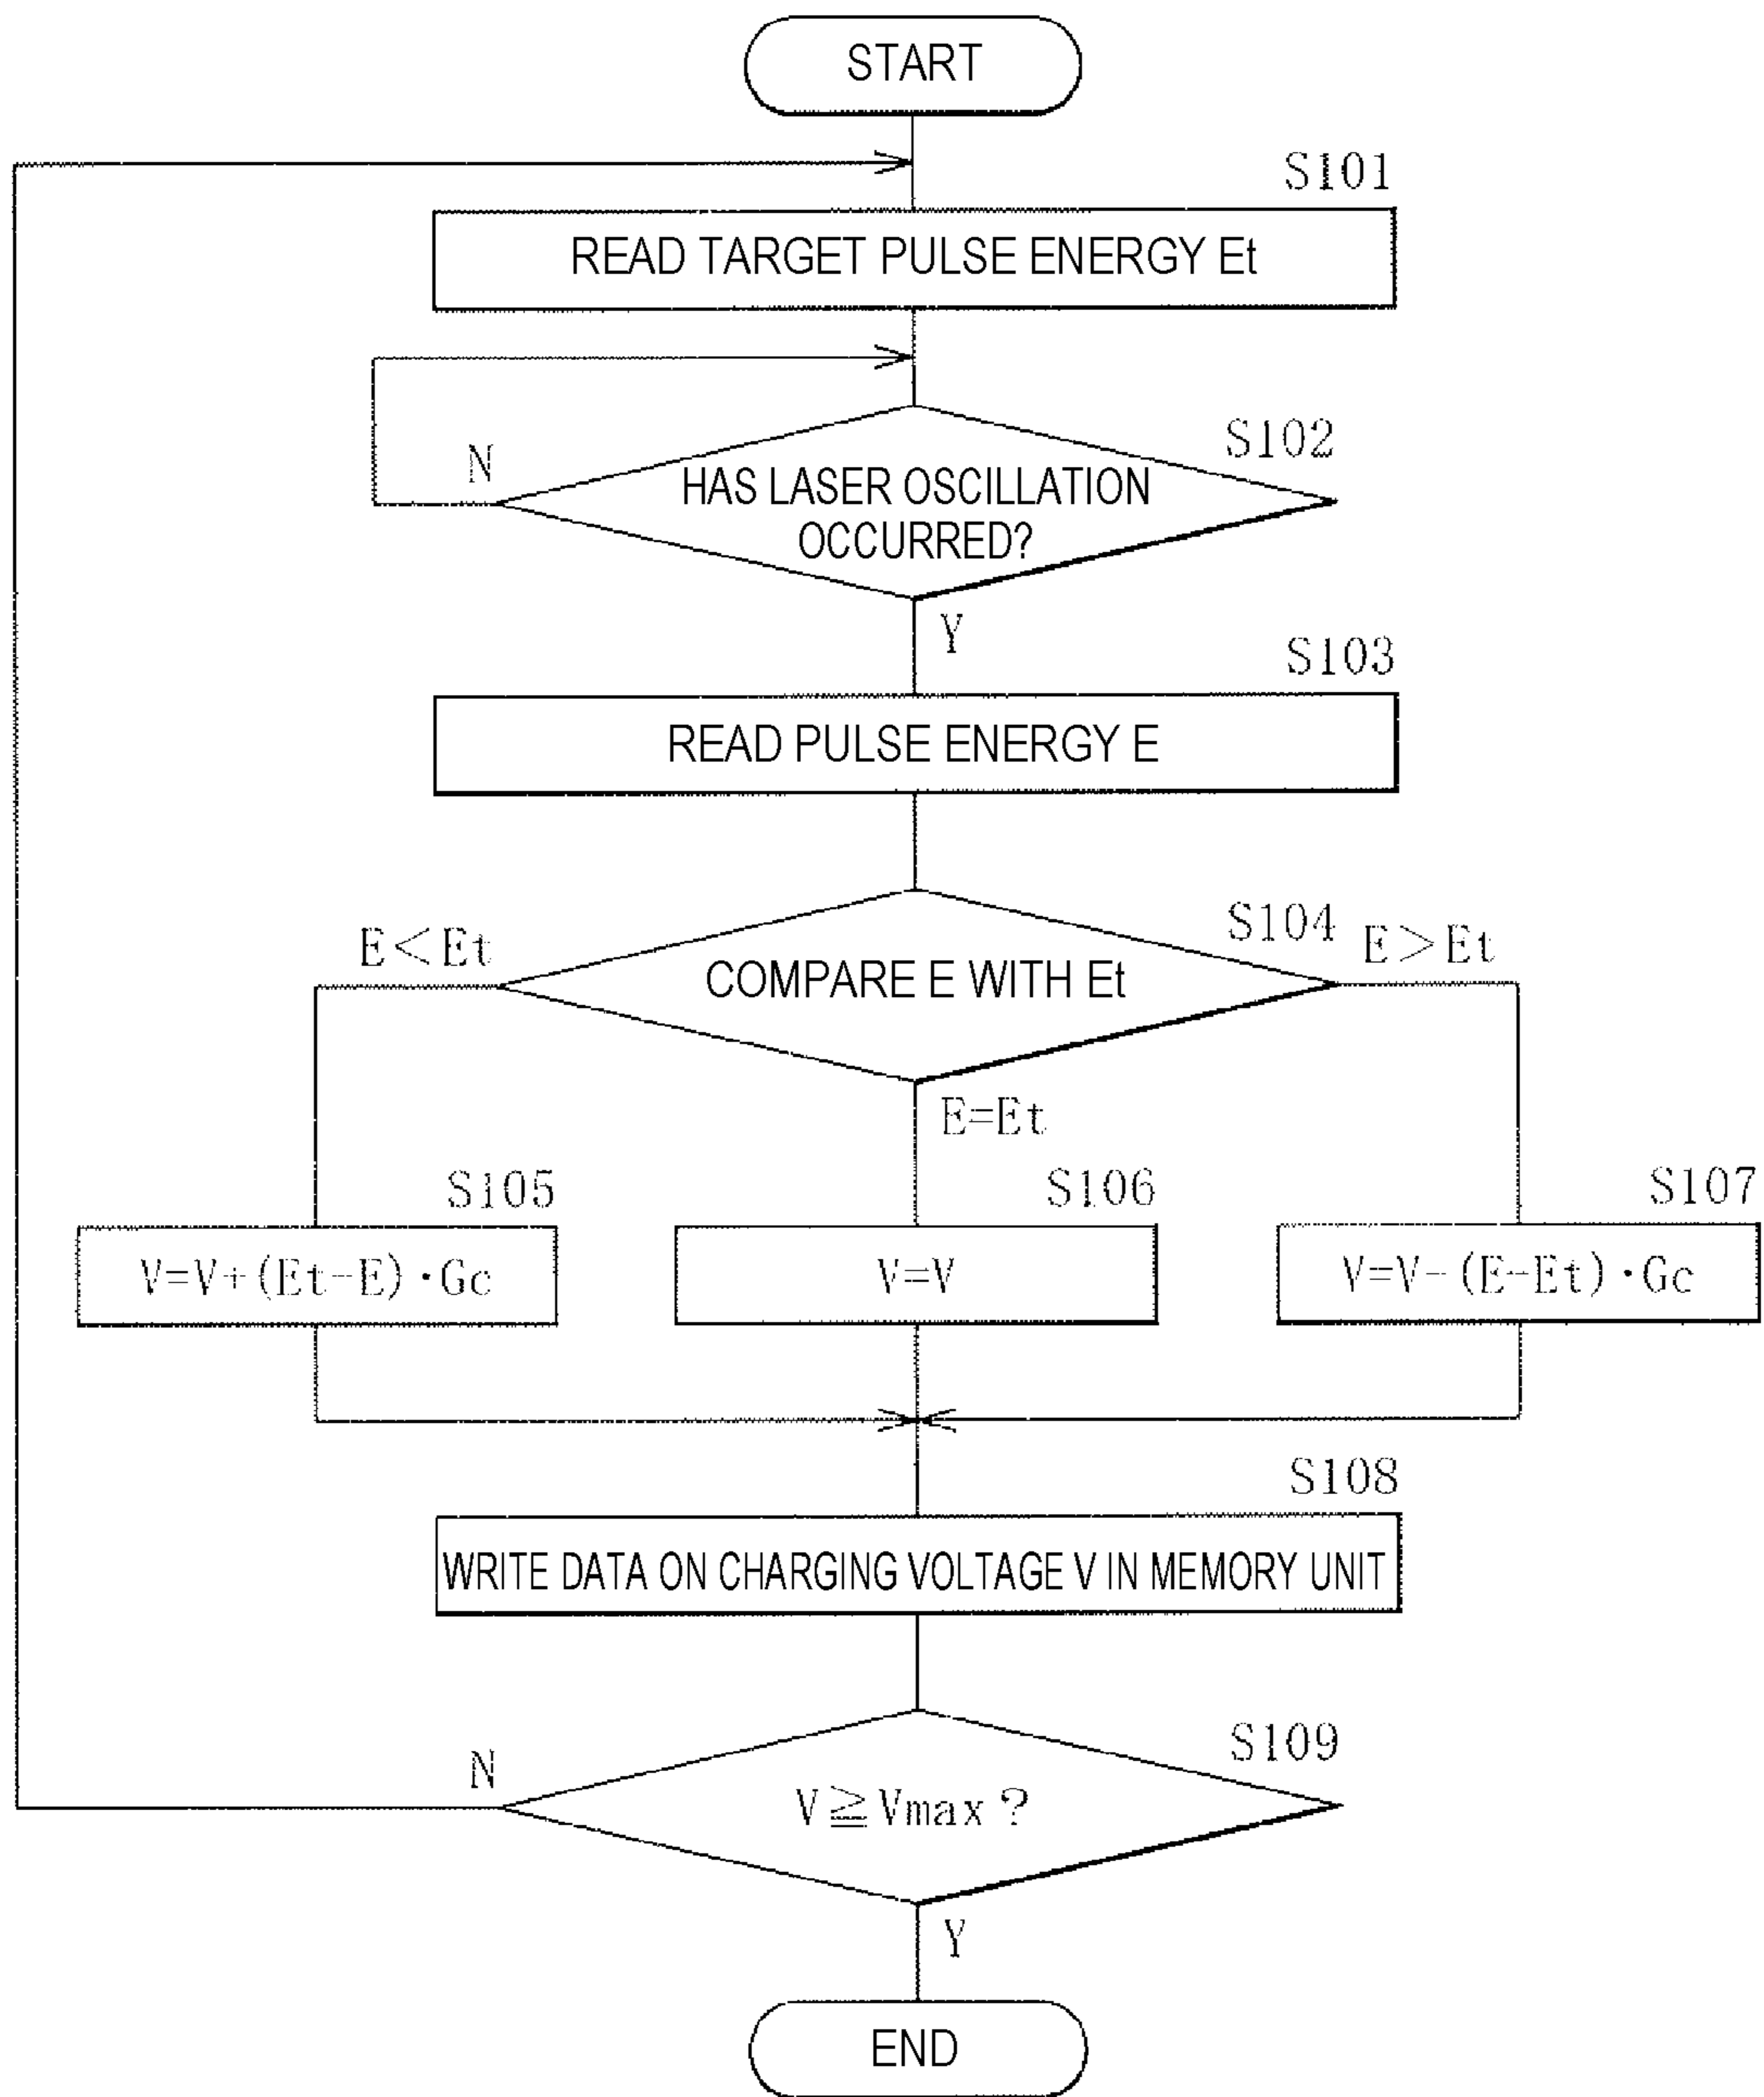 START
S101
READ TARGET PULSE ENERGY Et
S102
N
HAS LASER OSCILLATION
OCCURRED?
Y
S103
READ PULSE ENERGY E
S104
E<Et
E>Et
COMPARE E WITH Et
E=Et
S105
S106
S107
V=V+(Et-E)·Gc
V=V
V=V-(E-Et)·Gc
S108
WRITE DATA ON CHARGING VOLTAGE V IN MEMORY UNIT
S109
N
V≧Vmax?
Y
END